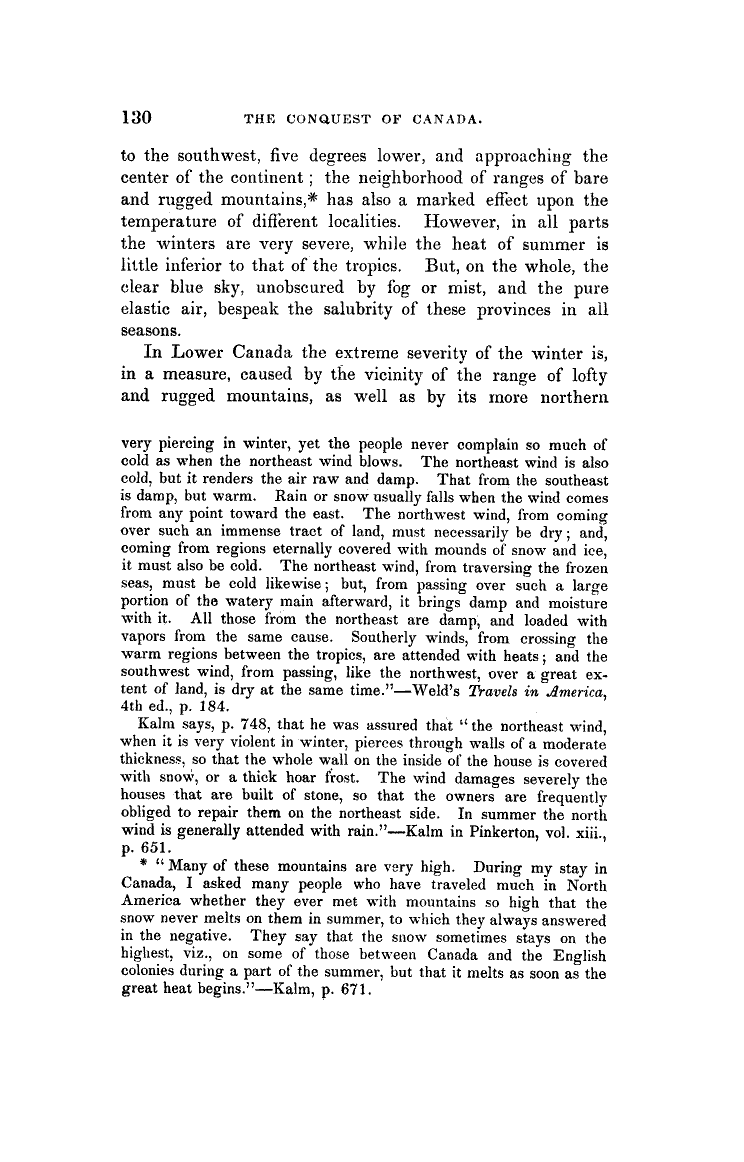 130 THE CONQUEST OF CANADA.
to the southwest, five degrees lower, and approaching the
center of the continent ; the neighborhood of ranges of bare
and rugged mountains,* has also a marked effect upon the
temperature of different localities. However, in all parts
the winters are very severe, while the heat of summer is
little inferior to that of the tropics. But, on the whole, the
clear blue sky, unobscured by fog or mist, and the pure
elastic air, bespeak the salubrity of these provinces in all
seasons.
In Lower Canada the extreme severity of the winter is,
in a measure, caused by the vicinity of the range of lofty
and rugged mountains, as well as by its more northern
very piercing in winter, yet the people never complain so much of
cold as when the northeast wind blows. The northeast wind is also
cold, but it renders the air raw and damp. That from the southeast
is damp, but warm. Rain or snow usually falls when the wind comes
from any point toward the east. The northwest wind, from coming
over such an immense tract of land, must necessarily be dry ; and,
coming from regions eternally covered with mounds of snow and ice,
it must also be cold. The northeast wind, from traversing the frozen
seas, must be cold likewise ; but, from passing over such a large
portion of the watery main afterward, it brings damp and moisture
with it. All those from the northeast are damp, and loaded with
vapors from the same cause. Southerly winds, from crossing the
warm regions between the tropics, are attended with heats ; and the
southwest wind, from passing, like the northwest, over a great ex-
tent of land, is dry at the same time."—Weld's Travels in America,
4th ed., p. 184.
Kalm says, p. 748, that he was assured that "the northeast wind,
when it is very violent in winter, pierces through walls of a moderate
thickness, so that the whole wall on the inside of the house is covered
with snow, or a thick hoar frost. The wind damages severely the
houses that are built of stone, so that the owners are frequently
obliged to repair them on the northeast side. In summer the north
wind is generally attended with rain."—Kalm in Pinkerton, vol. xiii.,
p. 651.
* "Many of these mountains are very high. During my stay in
Canada, I asked many people who have traveled much in North
America whether they ever met with mountains so high that the
snow never melts on them in summer, to which they always answered
in the negative. They say that the snow sometimes stays on the
highest, viz., on some of those between Canada and the English
colonies during a part of the summer, but that it melts as soon as the
great heat begins."—Kalm, p. 671.